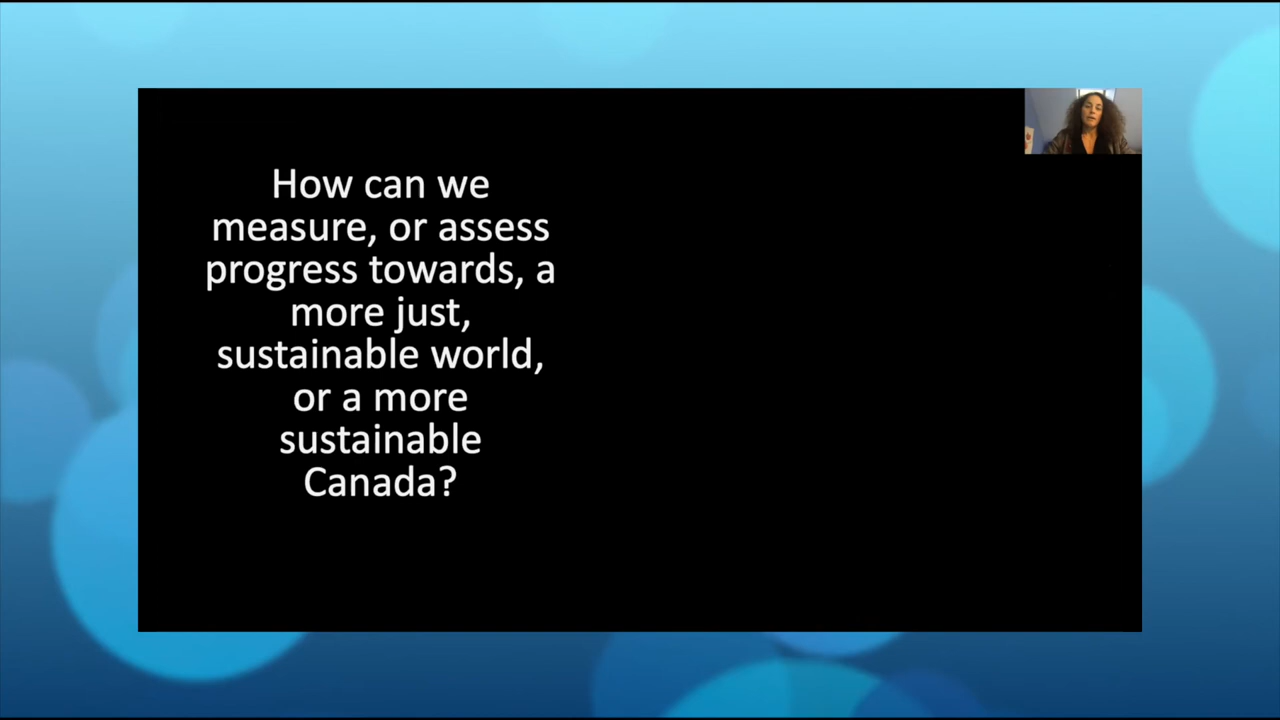 How can we
measure, or assess
progress towards, a
more just,
sustainable world,
or a more
sustainable
Canada?